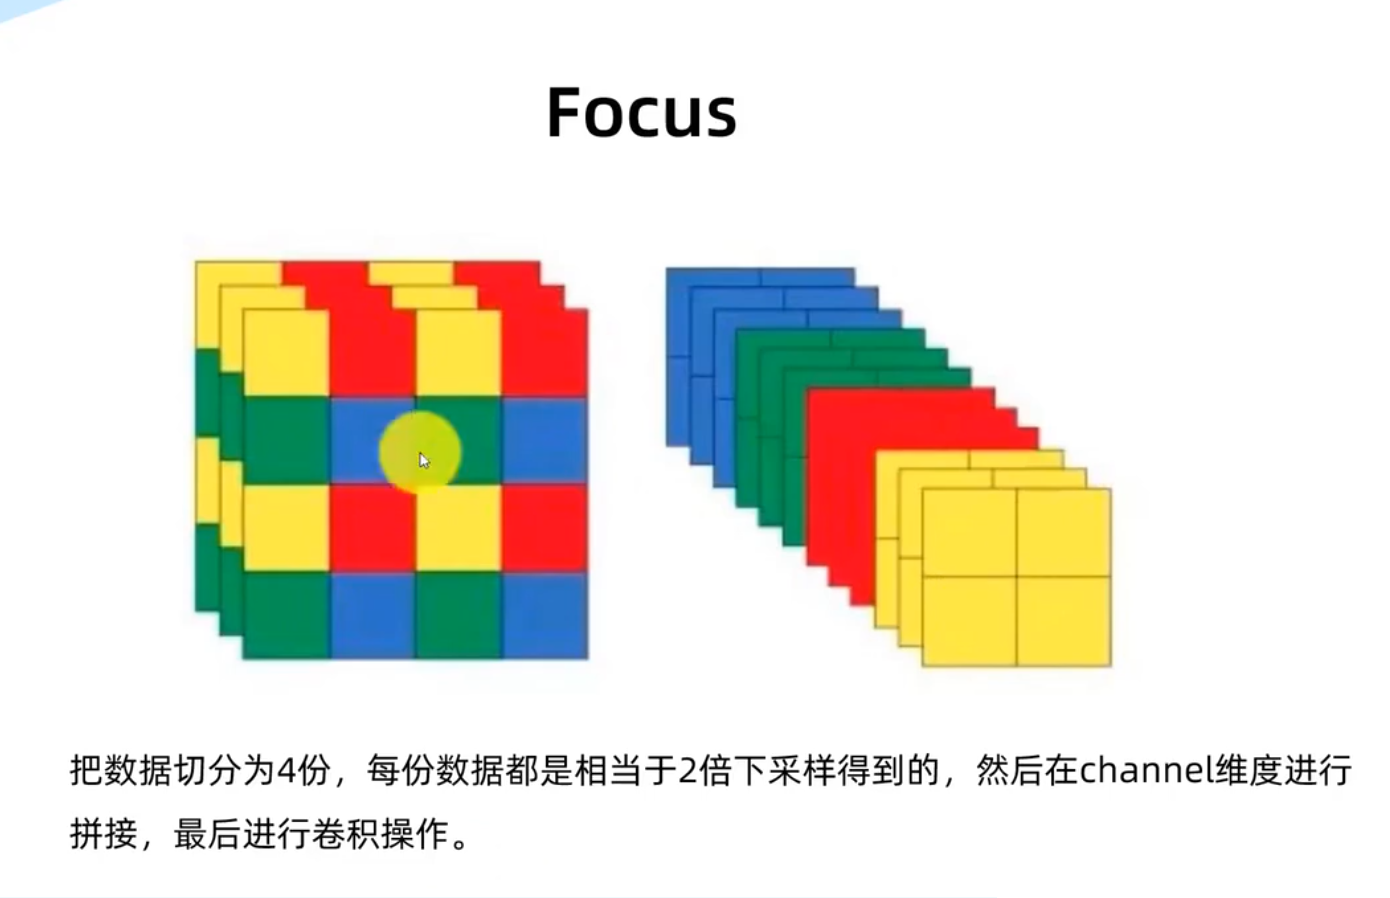 Focus
把数据切分为4份，每份数据都是相当于2倍下采样得到的，然后在channel维度进行
拼接，最后进行卷积操作。